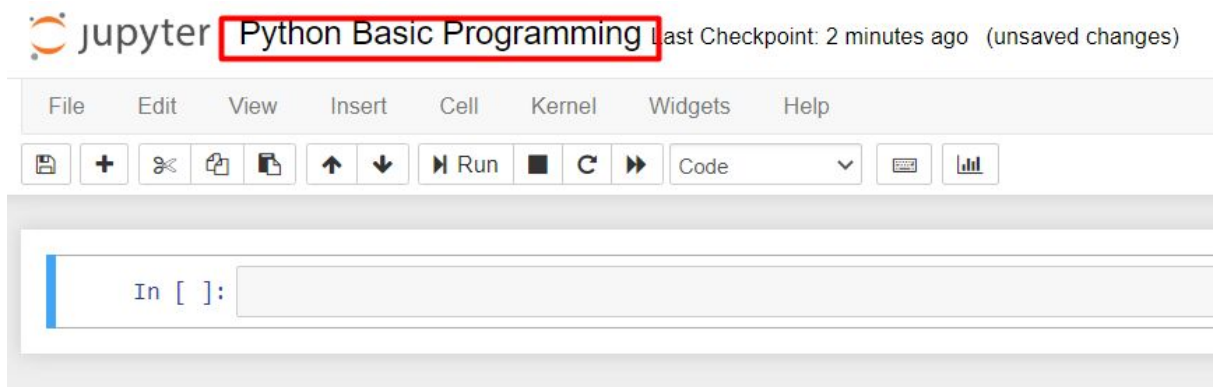 jupyter Python Basic Programming Last Checkpoint: 2 minutes ago (unsaved changes)
File Edit View Insert Cell Kernel Widgets Help
Run Code
In [ ]: